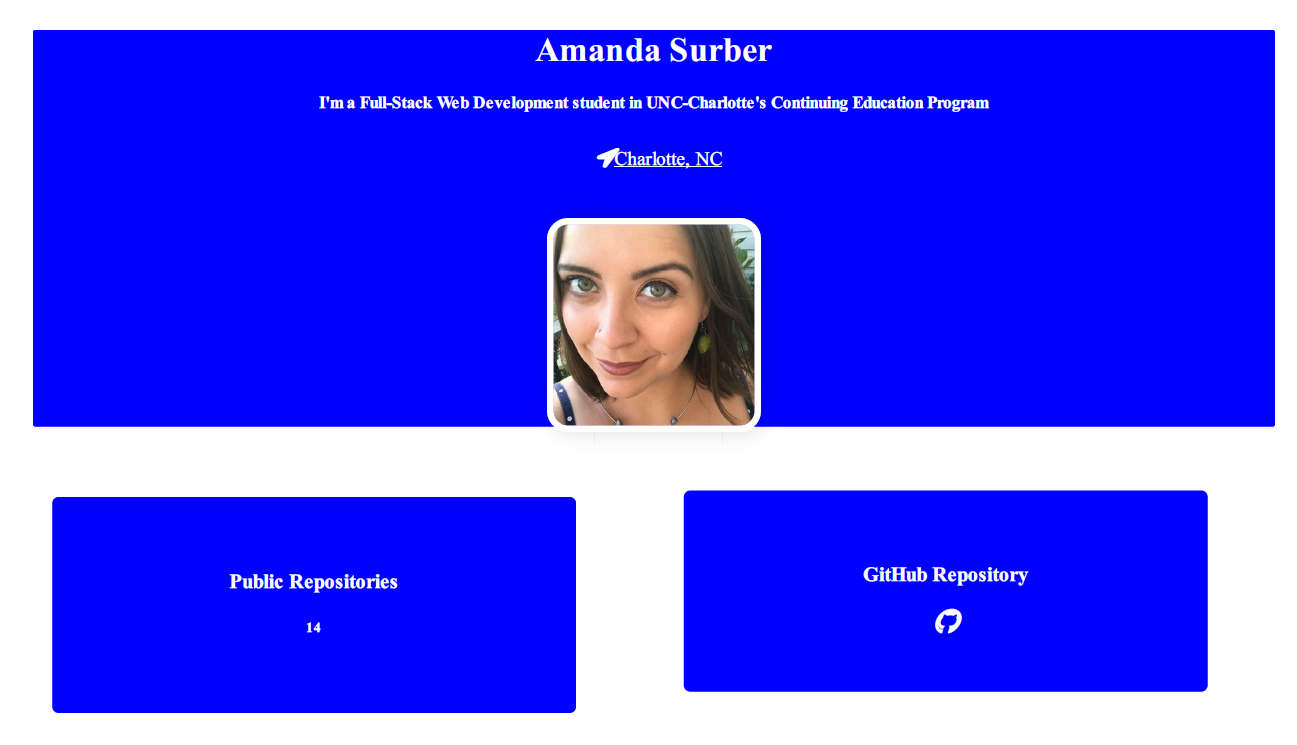 Amanda Surber
I'm a Full-Stack Web Development student in UNC-Charlotte's Continuing Education Program
Charlotte, NC
Public Repositories
14
GitHub Repository